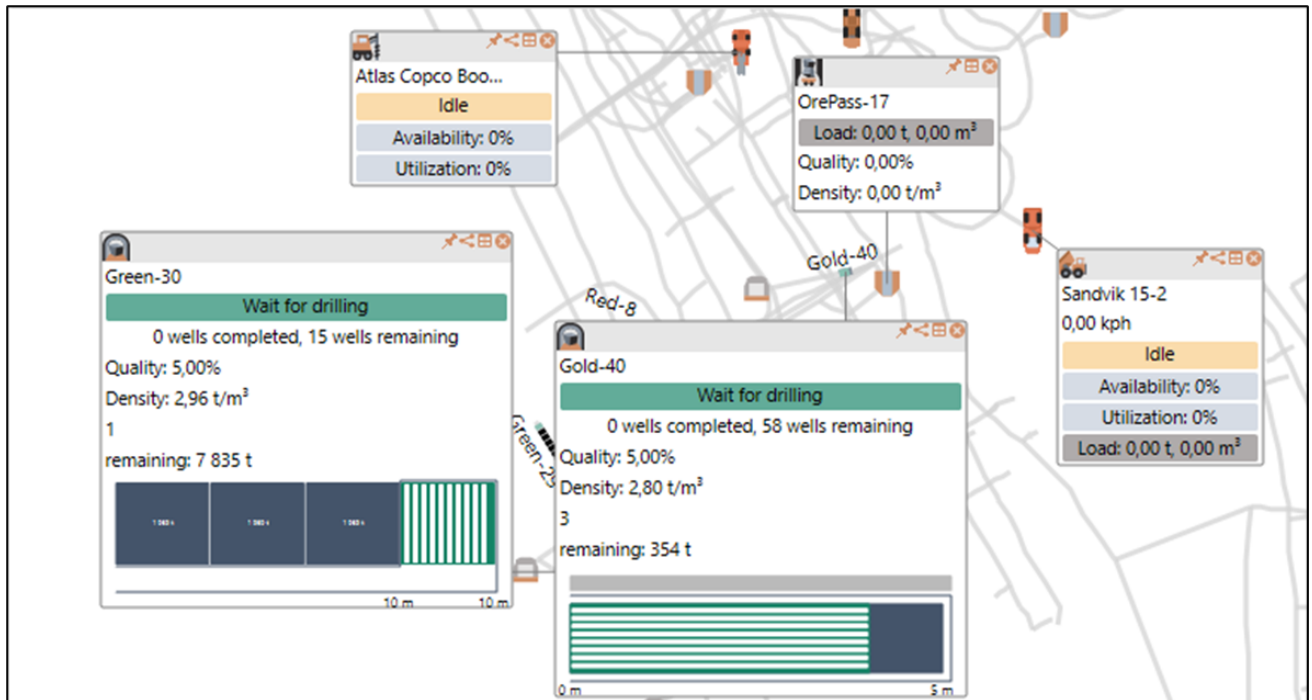 Atlas Copco Boo...
Idle
Availability: 0%
Utilization: 0%
OrePass-17
Load: 0,00 t, 0,00 m³
Quality: 0,00%
Density: 0,00 t/m³
Gold-40
Red-8
Green-25
Green-30
Wait for drilling
0 wells completed, 15 wells remaining
Quality: 5,00%
Density: 2,96 t/m³
1
remaining: 7 835 t
10 m
10 m
Gold-40
Wait for drilling
0 wells completed, 58 wells remaining
Quality: 5,00%
Density: 2,80 t/m³
3
remaining: 354 t
0 m
5 m
Sandvik 15-2
0,00 kph
Idle
Availability: 0%
Utilization: 0%
Load: 0,00 t, 0,00 m³